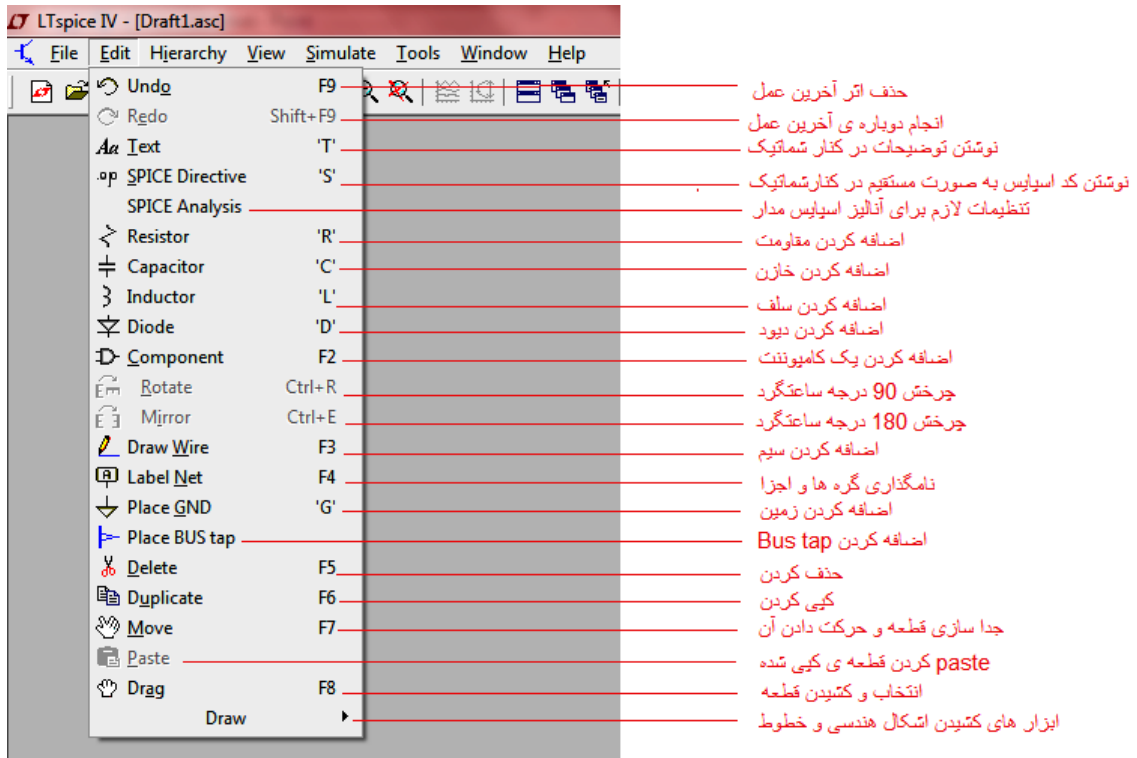 LTspice IV - [Draft1.asc]
File Edit Hierarchy View Simulate Tools Window Help
Undo F9 حذف اثر آخرین عمل
Redo Shift+F9 انجام دوباره ی آخرین عمل
Aa Text 'T' نوشتن توضیحات در کنار شماتیک
.op SPICE Directive 'S' نوشتن کد اسپایس به صورت مستقیم در کنارشماتیک
SPICE Analysis تنظیمات لازم برای آنالیز اسپایس مدار
Resistor 'R' اضافه کردن مقاومت
Capacitor 'C' اضافه کردن خازن
Inductor 'L' اضافه کردن سلف
Diode 'D' اضافه کردن دیود
Component F2 اضافه کردن یک کامپوننت
Rotate Ctrl+R چرخش 90 درجه ساعتگرد
Mirror Ctrl+E چرخش 180 درجه ساعتگرد
Draw Wire F3 اضافه کردن سیم
Label Net F4 نامگذاری گره ها و اجزا
Place GND 'G' اضافه کردن زمین
Place BUS tap اضافه کردن Bus tap
Delete F5 حذف کردن
Duplicate F6 کپی کردن
Move F7 جدا سازی قطعه و حرکت دادن آن
Paste paste کردن قطعه ی کپی شده
Drag F8 انتخاب و کشیدن قطعه
Draw ابزار های کشیدن اشکال هندسی و خطوط